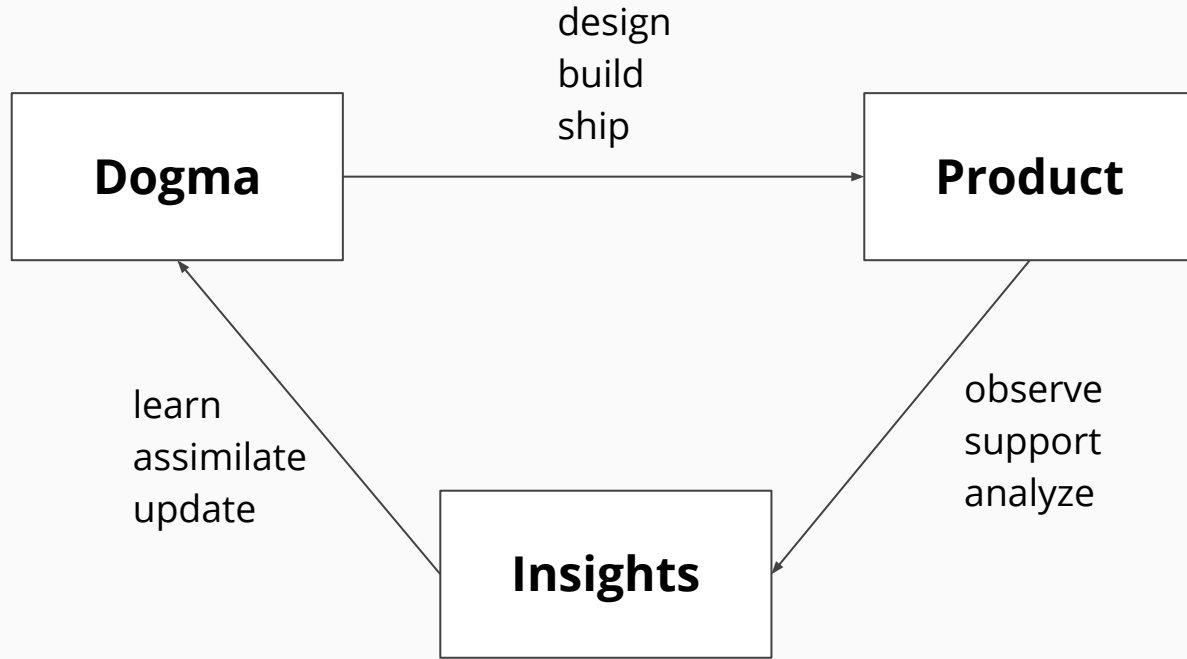 design
build
ship
Dogma
Product
learn
assimilate
update
observe
support
analyze
Insights